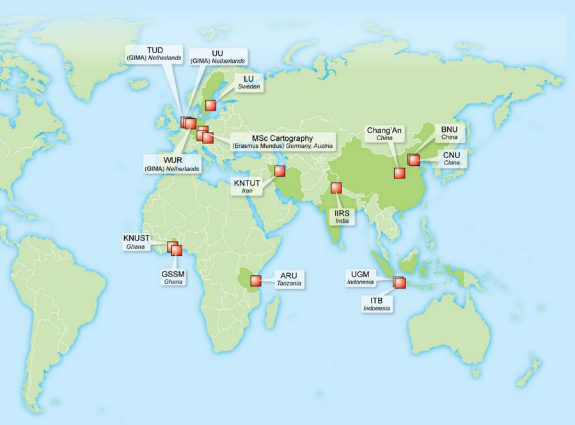 TUD
(GIMA) Netherlands
UU
(GIMA) Netherlands
LU
Sweden
MSc Cartography
(Erasmus Mundus) Germany, Austria
WUR
(GIMA) Netherlands
Chang'An
China
BNU
China
CNU
China
KNTUT
Iran
IIRS
India
KNUST
Ghana
GSSM
Ghana
ARU
Tanzania
UGM
Indonesia
ITB
Indonesia